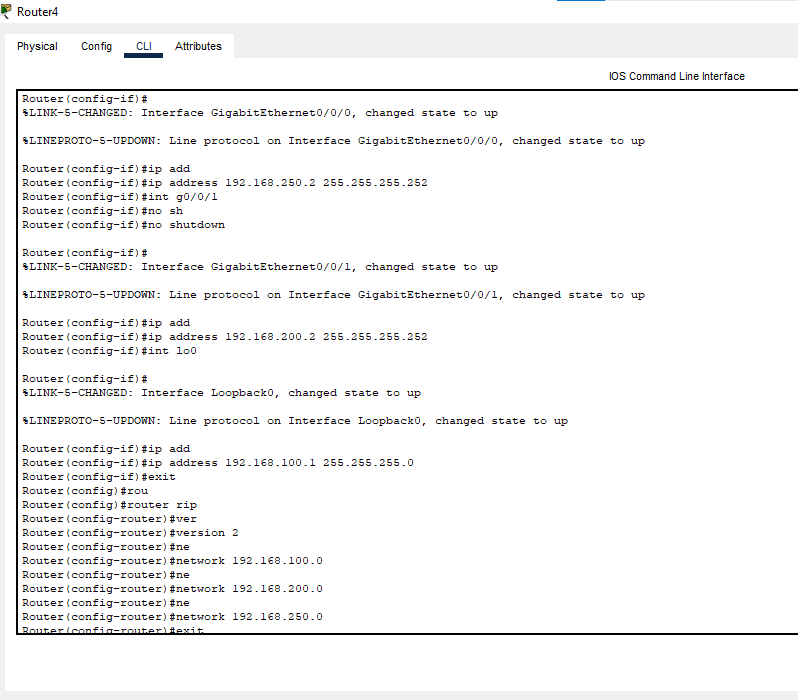 Router4
Physical Config CLI Attributes
IOS Command Line Interface
Router(config-if)#
%LINK-5-CHANGED: Interface GigabitEthernet0/0/0, changed state to up
%LINEPROTO-5-UPDOWN: Line protocol on Interface GigabitEthernet0/0/0, changed state to up
Router(config-if)#ip add
Router(config-if)#ip address 192.168.250.2 255.255.255.252
Router(config-if)#int g0/0/1
Router(config-if)#no sh
Router(config-if)#no shutdown
Router(config-if)#
%LINK-5-CHANGED: Interface GigabitEthernet0/0/1, changed state to up
%LINEPROTO-5-UPDOWN: Line protocol on Interface GigabitEthernet0/0/1, changed state to up
Router(config-if)#ip add
Router(config-if)#ip address 192.168.200.2 255.255.255.252
Router(config-if)#int lo0
Router(config-if)#
%LINK-5-CHANGED: Interface Loopback0, changed state to up
%LINEPROTO-5-UPDOWN: Line protocol on Interface Loopback0, changed state to up
Router(config-if)#ip add
Router(config-if)#ip address 192.168.100.1 255.255.255.0
Router(config-if)#exit
Router(config)#rou
Router(config)#router rip
Router(config-router)#ver
Router(config-router)#version 2
Router(config-router)#ne
Router(config-router)#network 192.168.100.0
Router(config-router)#ne
Router(config-router)#network 192.168.200.0
Router(config-router)#ne
Router(config-router)#network 192.168.250.0
Router(config-router)#exit